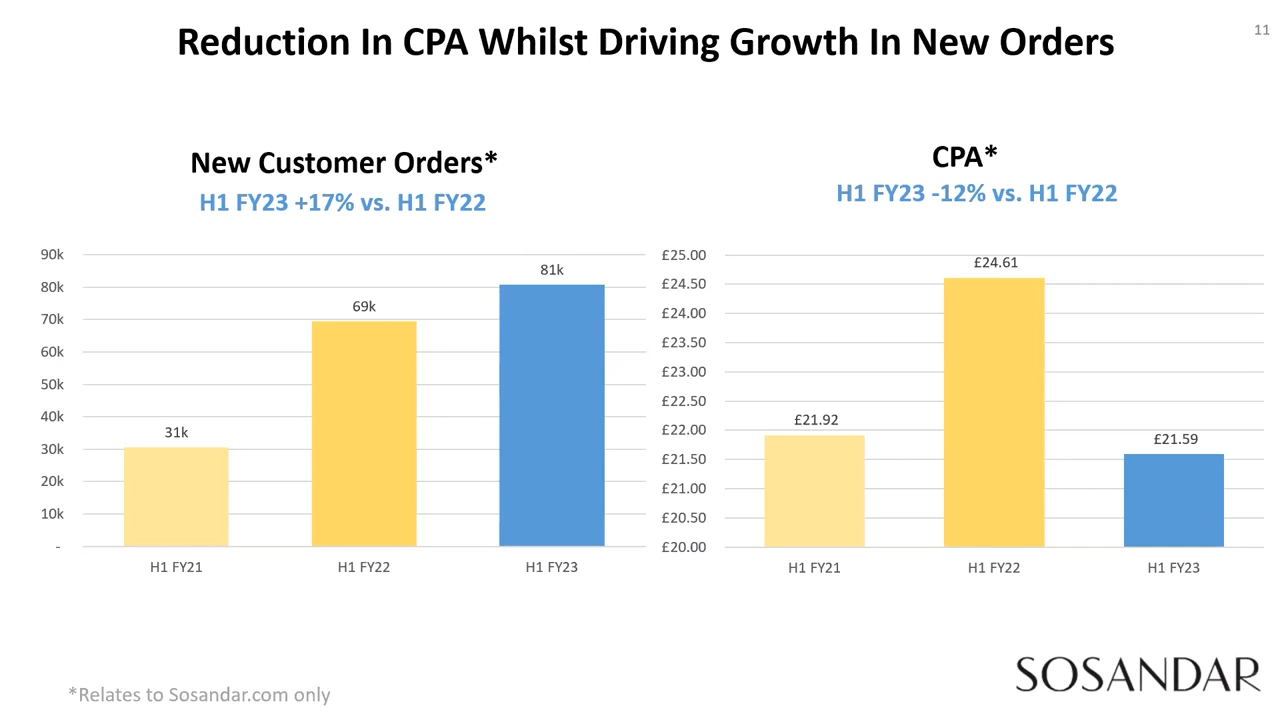 Reduction In CPA Whilst Driving Growth In New Orders
11
New Customer Orders*
H1 FY23 +17% vs. H1 FY22
90k
80k
70k
60k
50k
40k
30k
20k
10k
-
31k
69k
81k
H1 FY21
H1 FY22
H1 FY23
CPA*
H1 FY23 -12% vs. H1 FY22
£25.00
£24.50
£24.00
£23.50
£23.00
£22.50
£22.00
£21.50
£21.00
£20.50
£20.00
£21.92
£24.61
£21.59
H1 FY21
H1 FY22
H1 FY23
*Relates to Sosandar.com only
SOSANDAR